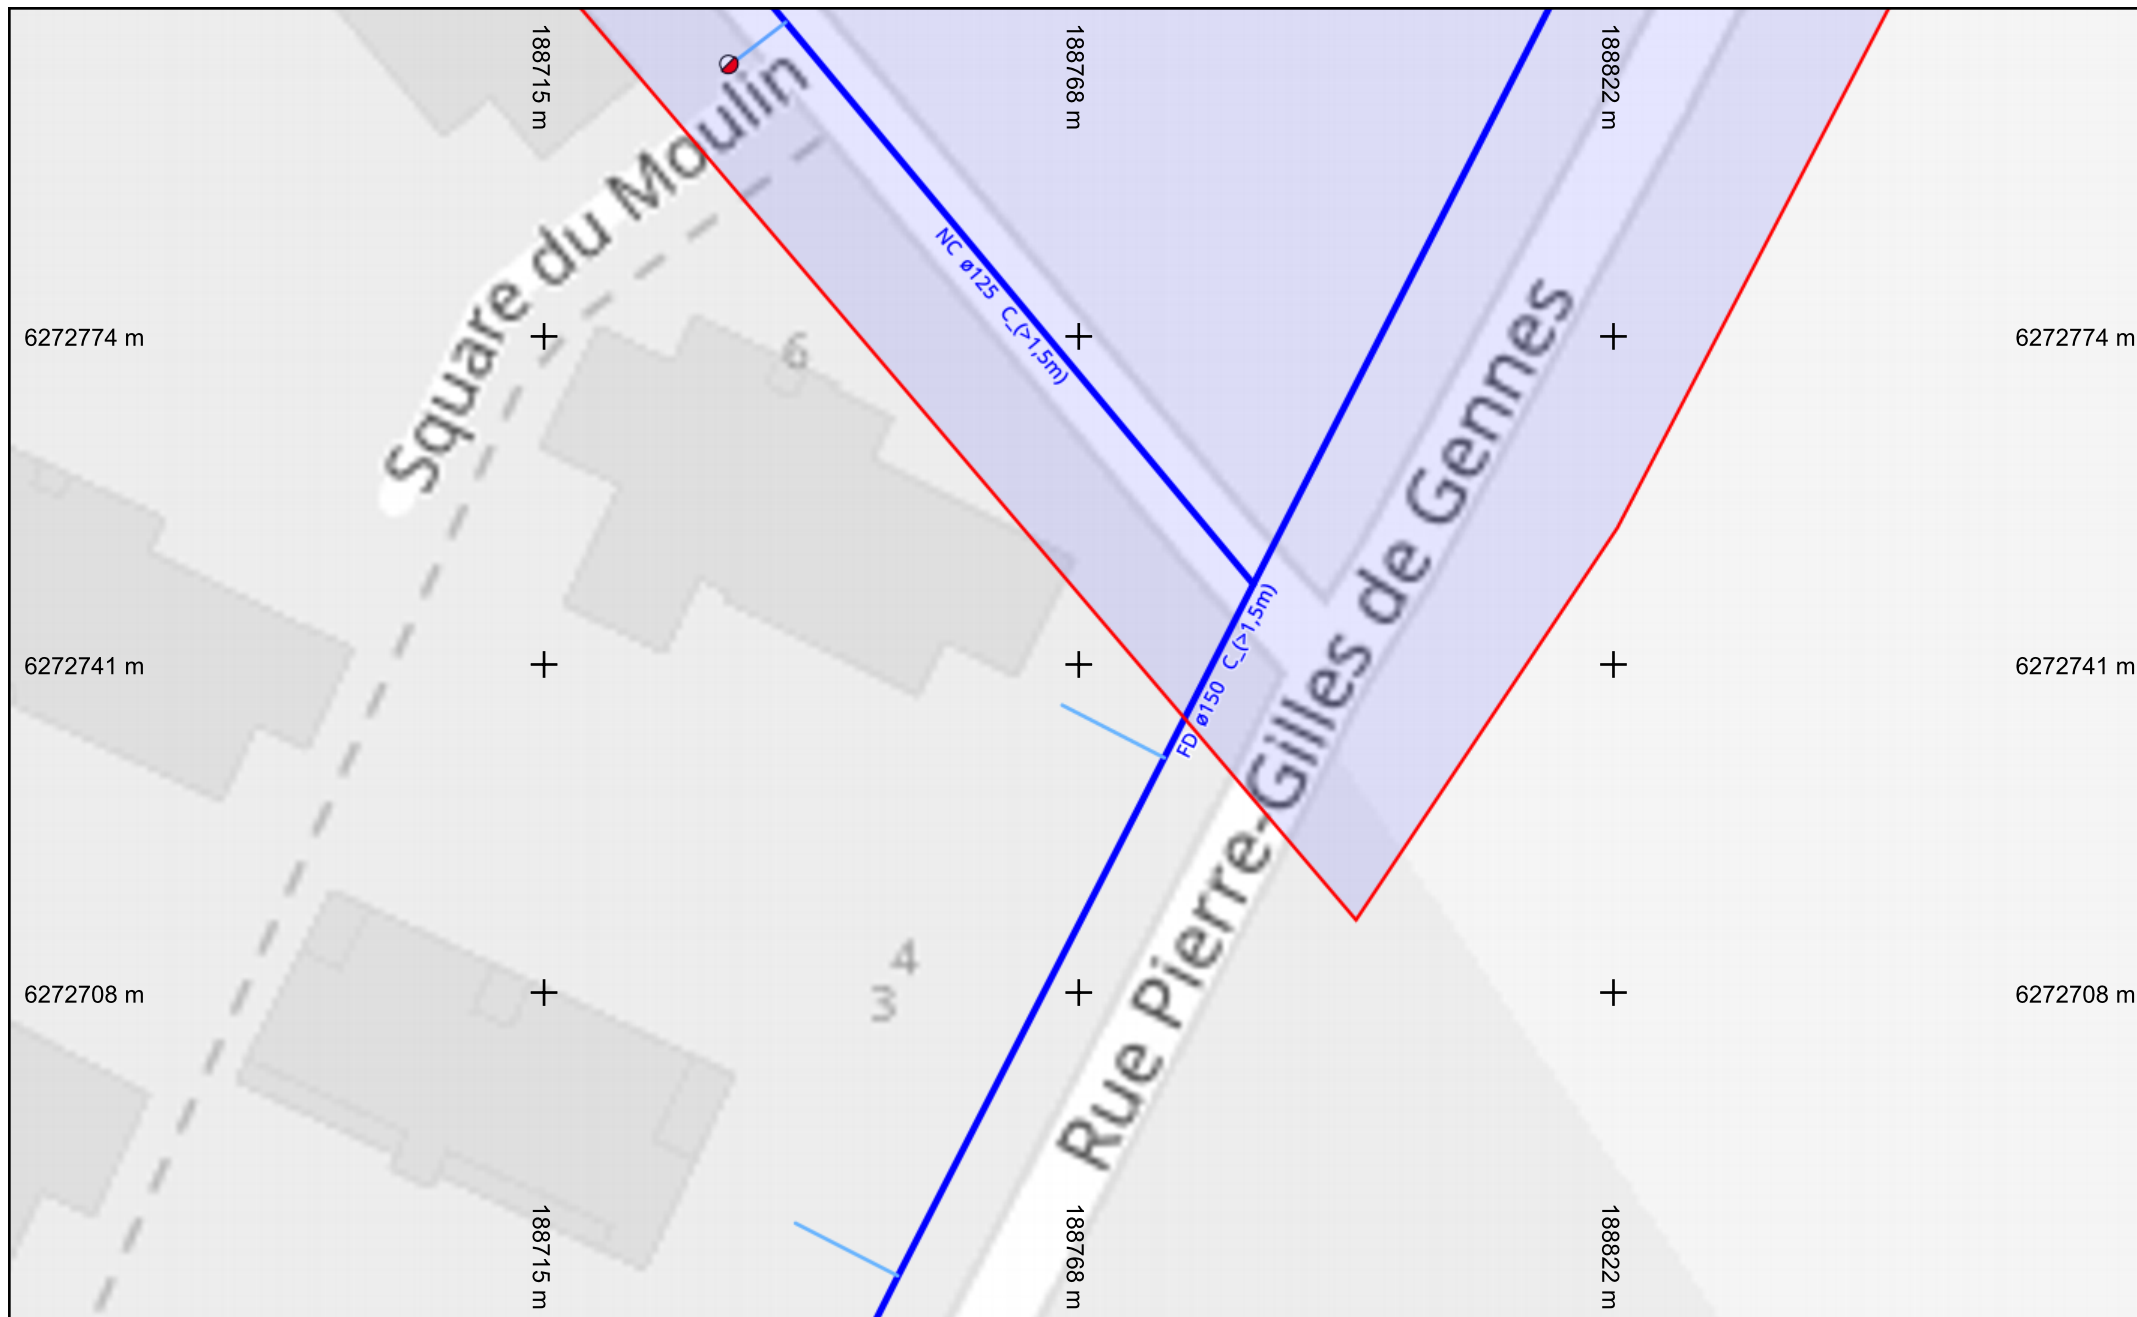 188715 m
188768 m
188822 m
Square du Moulin
NC ø125 C_(>1,5m)
6272774 m
6
6272774 m
Rue Pierre-Gilles de Gennes
FD ø150 C_(>1,5m)
6272741 m
6272741 m
4
3
6272708 m
6272708 m
188715 m
188768 m
188822 m